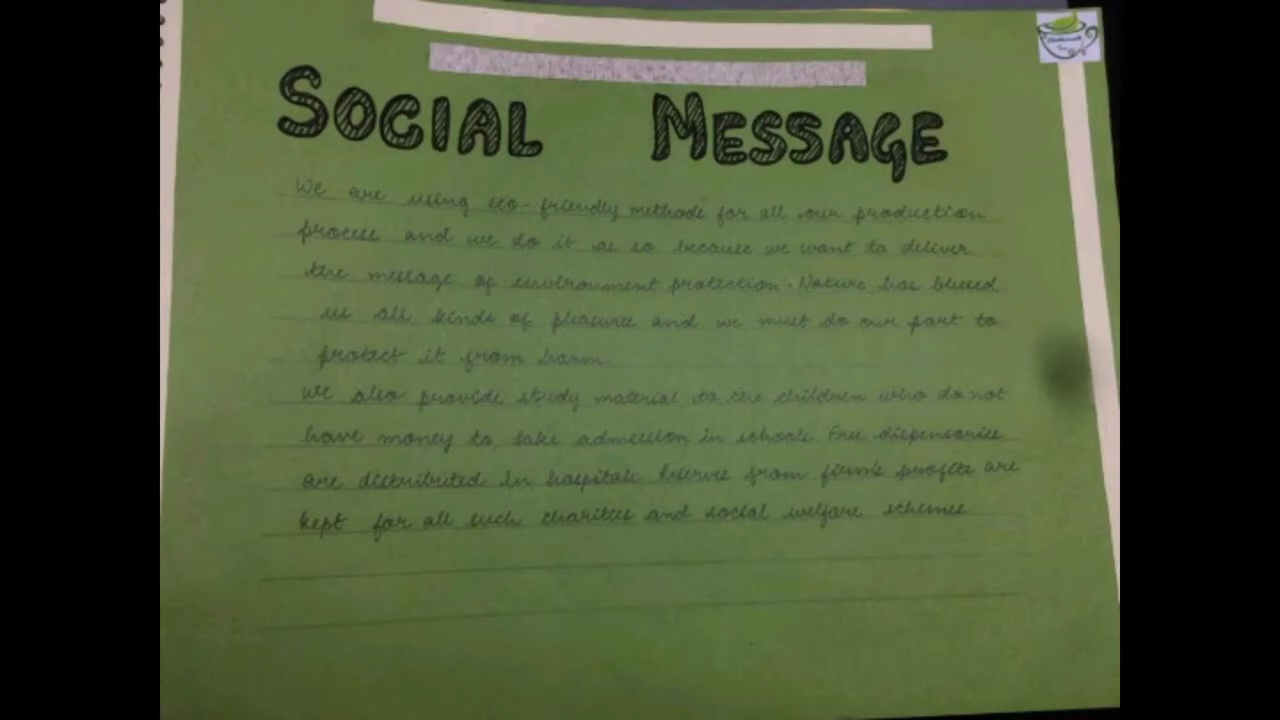 SOCIAL MESSAGE
We are using eco-friendly methods for all our production
process and we do it as so because we want to deliver
the message of environment protection. Nature has blessed
us all kinds of pleasures and we must do our part to
protect it from harm.
We also provide study material to the children who do not
have money to take admission in schools. Free dispensories
are distributed in hospitals. Reserves from firm's profits are
kept for all such charities and social welfare schemes